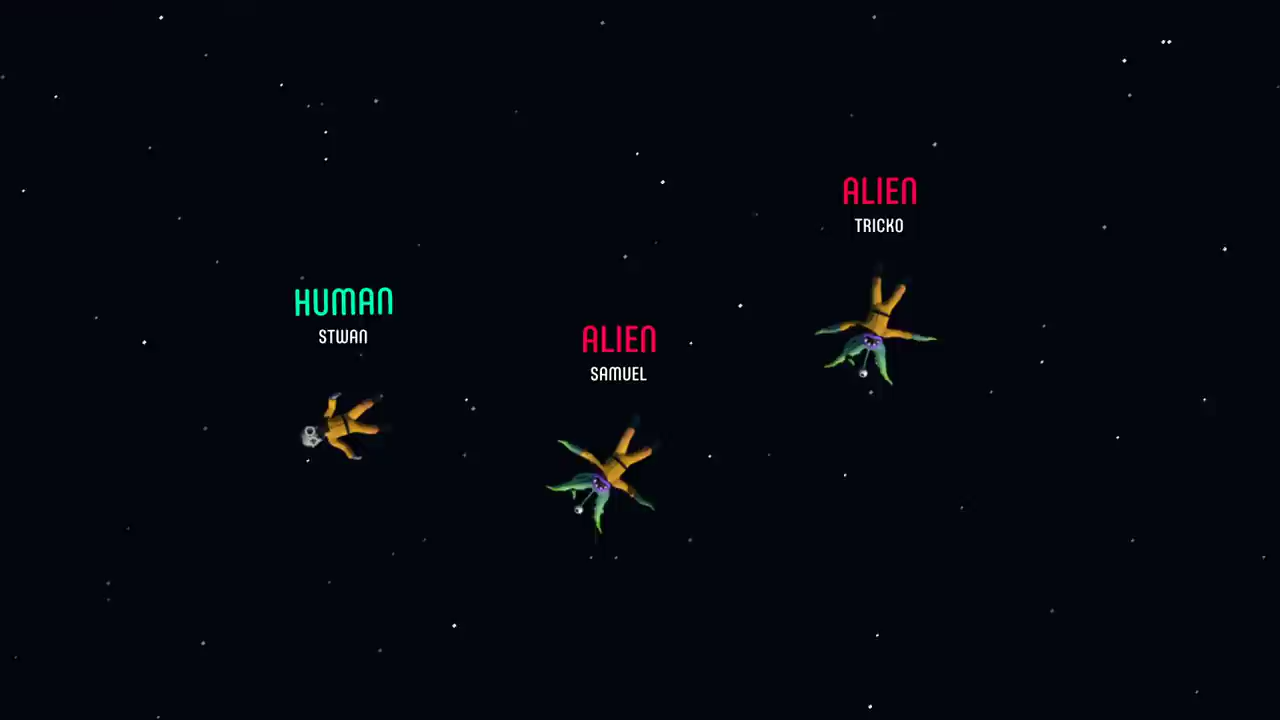 HUMAN
STWAN
ALIEN
SAMUEL
ALIEN
TRICKO